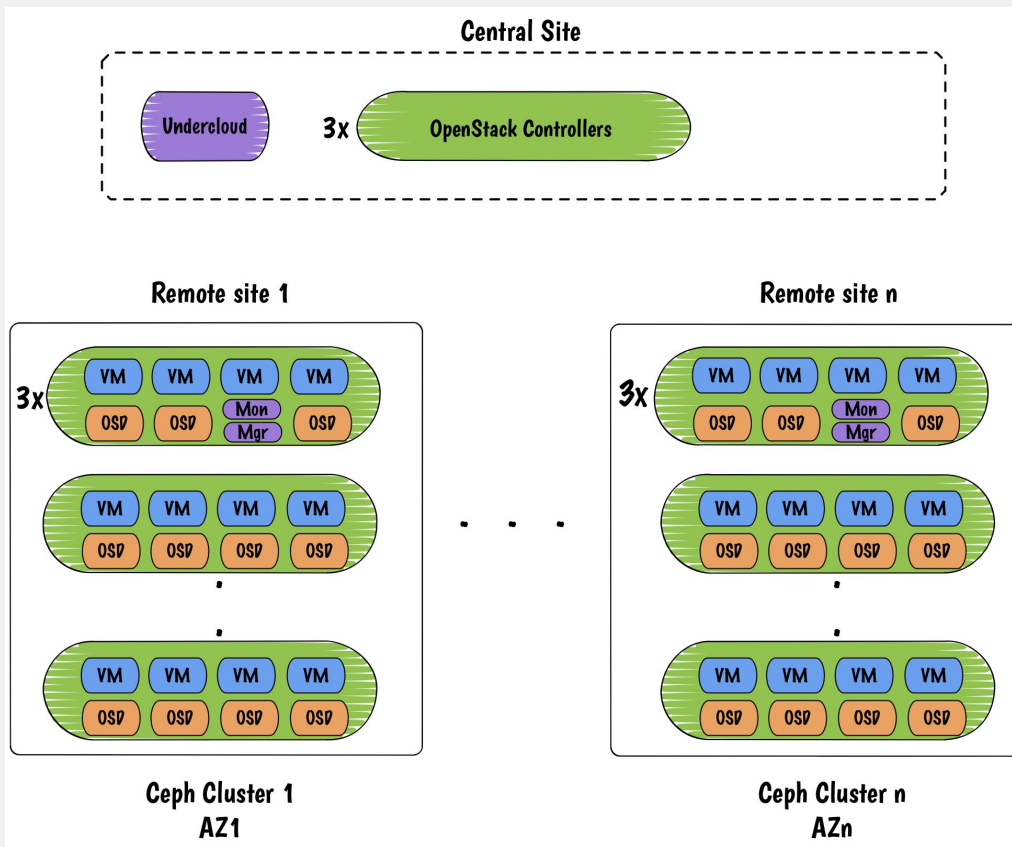 Central Site
Undercloud
3x
OpenStack Controllers
Remote site 1
3x
VM VM VM VM
OSD OSD Mon OSD
Mgr
VM VM VM VM
OSD OSD OSD OSD
VM VM VM VM
OSD OSD OSD OSD
Ceph Cluster 1
AZ1
Remote site n
3x
VM VM VM VM
OSD OSD Mon OSD
Mgr
VM VM VM VM
OSD OSD OSD OSD
VM VM VM VM
OSD OSD OSD OSD
Ceph Cluster n
AZn